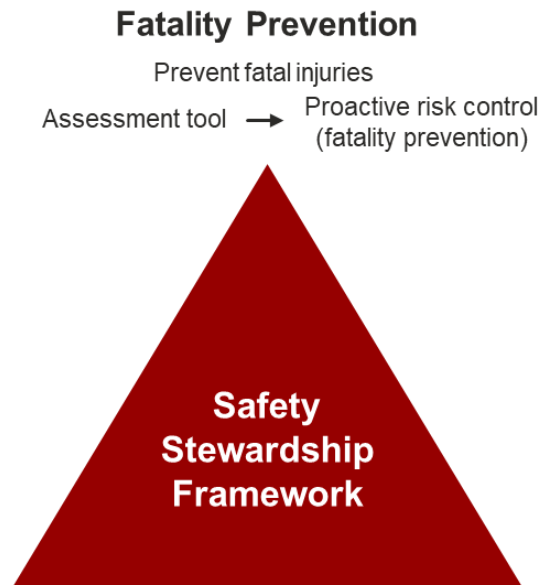 Fatality Prevention
Prevent fatal injuries
Assessment tool → Proactive risk control
(fatality prevention)
Safety
Stewardship
Framework